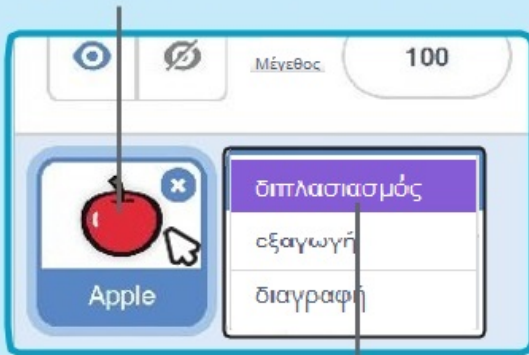 Μέγεθος 100
διπλασιασμός
εξαγωγή
Apple
διαγραφή